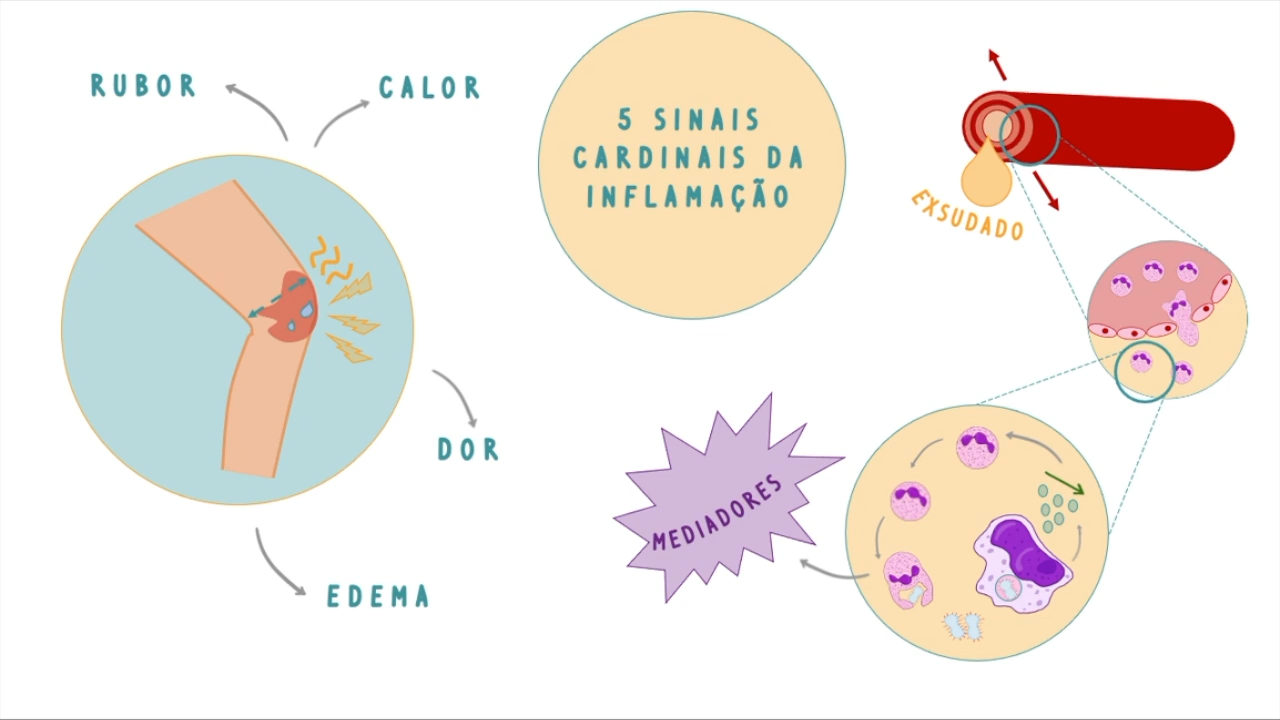 RUBOR
CALOR
5 SINAIS
CARDINAIS DA
INFLAMAÇÃO
EXSUDADO
DOR
MEDIADORES
EDEMA